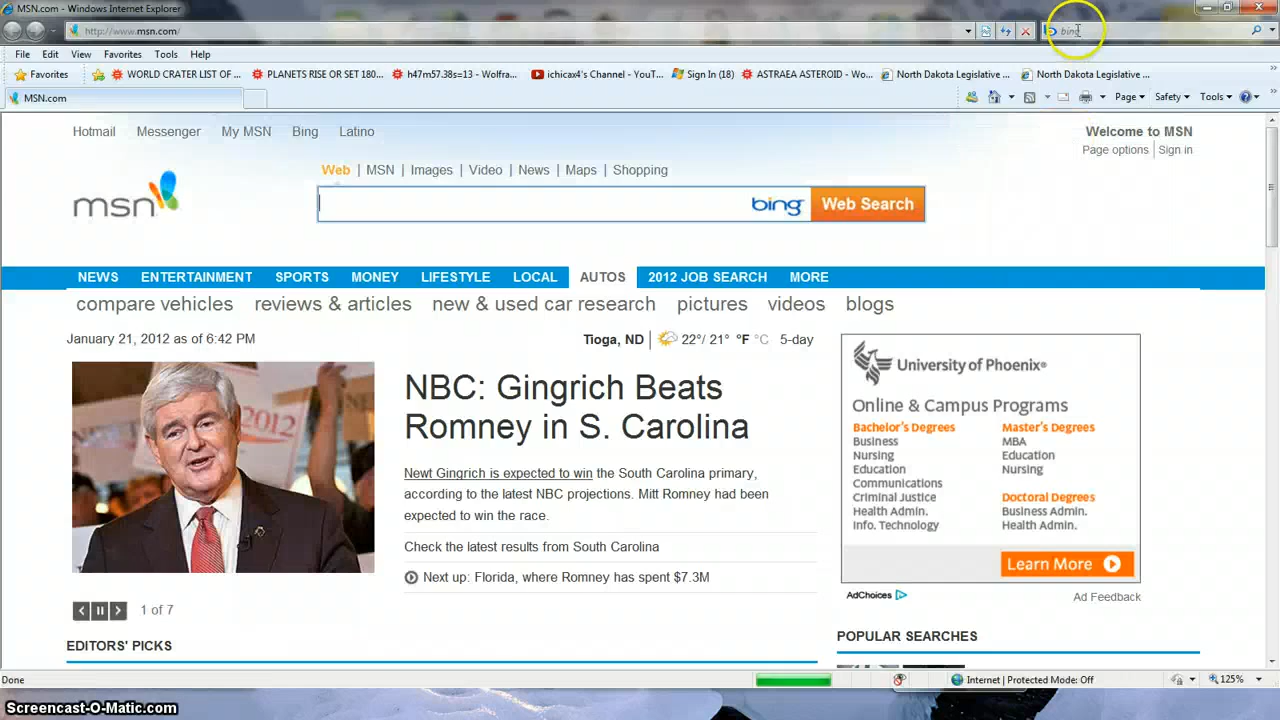 MSN.com - Windows Internet Explorer
http://www.msn.com/
bing
File Edit View Favorites Tools Help
Favorites WORLD CRATER LIST OF ... PLANETS RISE OR SET 180... h47m57.38s=13 - Wolfra... ichicax4's Channel - YouT... Sign In (18) ASTRAEA ASTEROID - Wo... North Dakota Legislative ... North Dakota Legislative ...
MSN.com
Page Safety Tools
Hotmail Messenger My MSN Bing Latino
Welcome to MSN
Page options | Sign in
Web | MSN | Images | Video | News | Maps | Shopping
msn
bing Web Search
NEWS ENTERTAINMENT SPORTS MONEY LIFESTYLE LOCAL AUTOS 2012 JOB SEARCH MORE
compare vehicles reviews & articles new & used car research pictures videos blogs
January 21, 2012 as of 6:42 PM
Tioga, ND | 22°/ 21° °F °C 5-day
2012
NBC: Gingrich Beats
Romney in S. Carolina
Newt Gingrich is expected to win the South Carolina primary,
according to the latest NBC projections. Mitt Romney had been
expected to win the race.
Check the latest results from South Carolina
Next up: Florida, where Romney has spent $7.3M
1 of 7
EDITORS' PICKS
University of Phoenix®
Online & Campus Programs
Bachelor's Degrees
Business
Nursing
Education
Communications
Criminal Justice
Health Admin.
Info. Technology
Master's Degrees
MBA
Education
Nursing
Doctoral Degrees
Business Admin.
Health Admin.
Learn More
AdChoices
Ad Feedback
POPULAR SEARCHES
Done
Internet | Protected Mode: Off
125%
Screencast-O-Matic.com